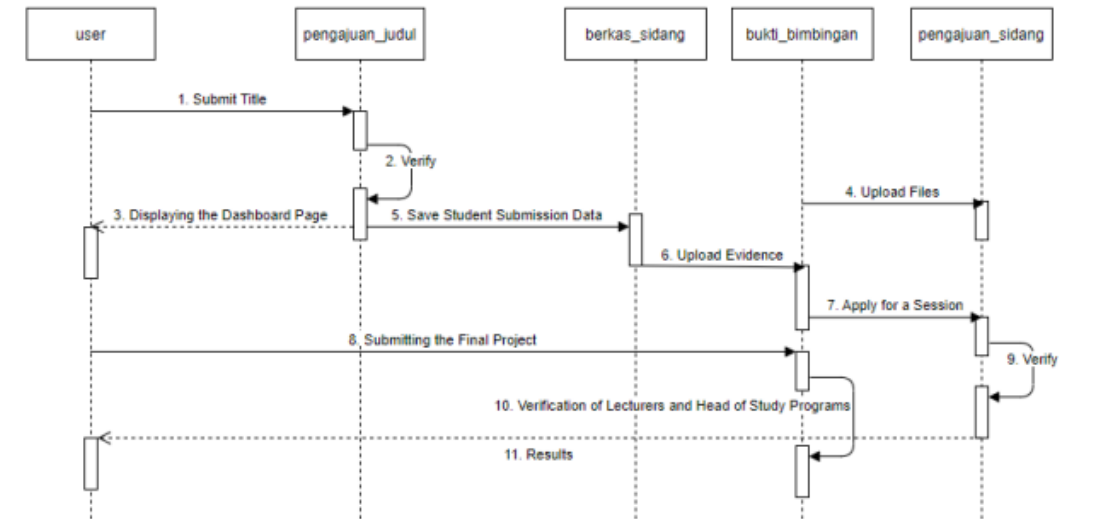 user
pengajuan_judul
berkas_sidang
bukti_bimbingan
pengajuan_sidang
1. Submit Title
2. Verify
4. Upload Files
3. Displaying the Dashboard Page
5. Save Student Submission Data
6. Upload Evidence
7. Apply for a Session
8. Submitting the Final Project
9. Verify
10. Verification of Lecturers and Head of Study Programs
11. Results